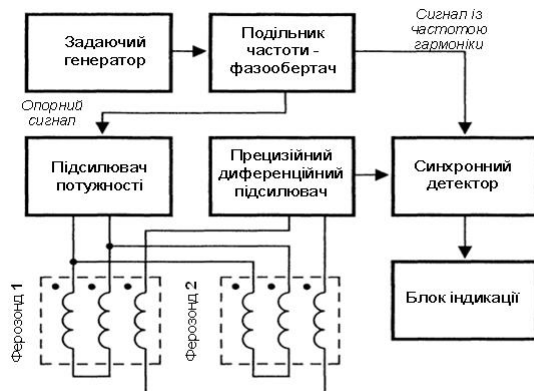 Задаючий
генератор
Подільник
частоти -
фазообертач
Сигнал із
частотою
гармоніки
Опорний
сигнал
Підсилювач
потужності
Прецизійний
диференційний
підсилювач
Синхронний
детектор
Ферозонд 1
Ферозонд 2
Блок індикації